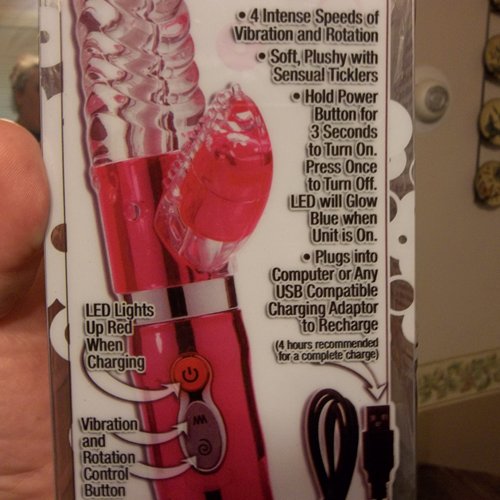 • 4 Intense Speeds of
Vibration and Rotation
• Soft, Plushy with
Sensual Ticklers
• Hold Power
Button for
3 Seconds
to Turn On.
Press Once
to Turn Off.
LED will Glow
Blue when
Unit is On.
• Plugs into
Computer or Any
USB Compatible
Charging Adaptor
to Recharge
(4 hours recommended
for a complete charge)
LED Lights
Up Red
When
Charging
Vibration
and
Rotation
Control
Button